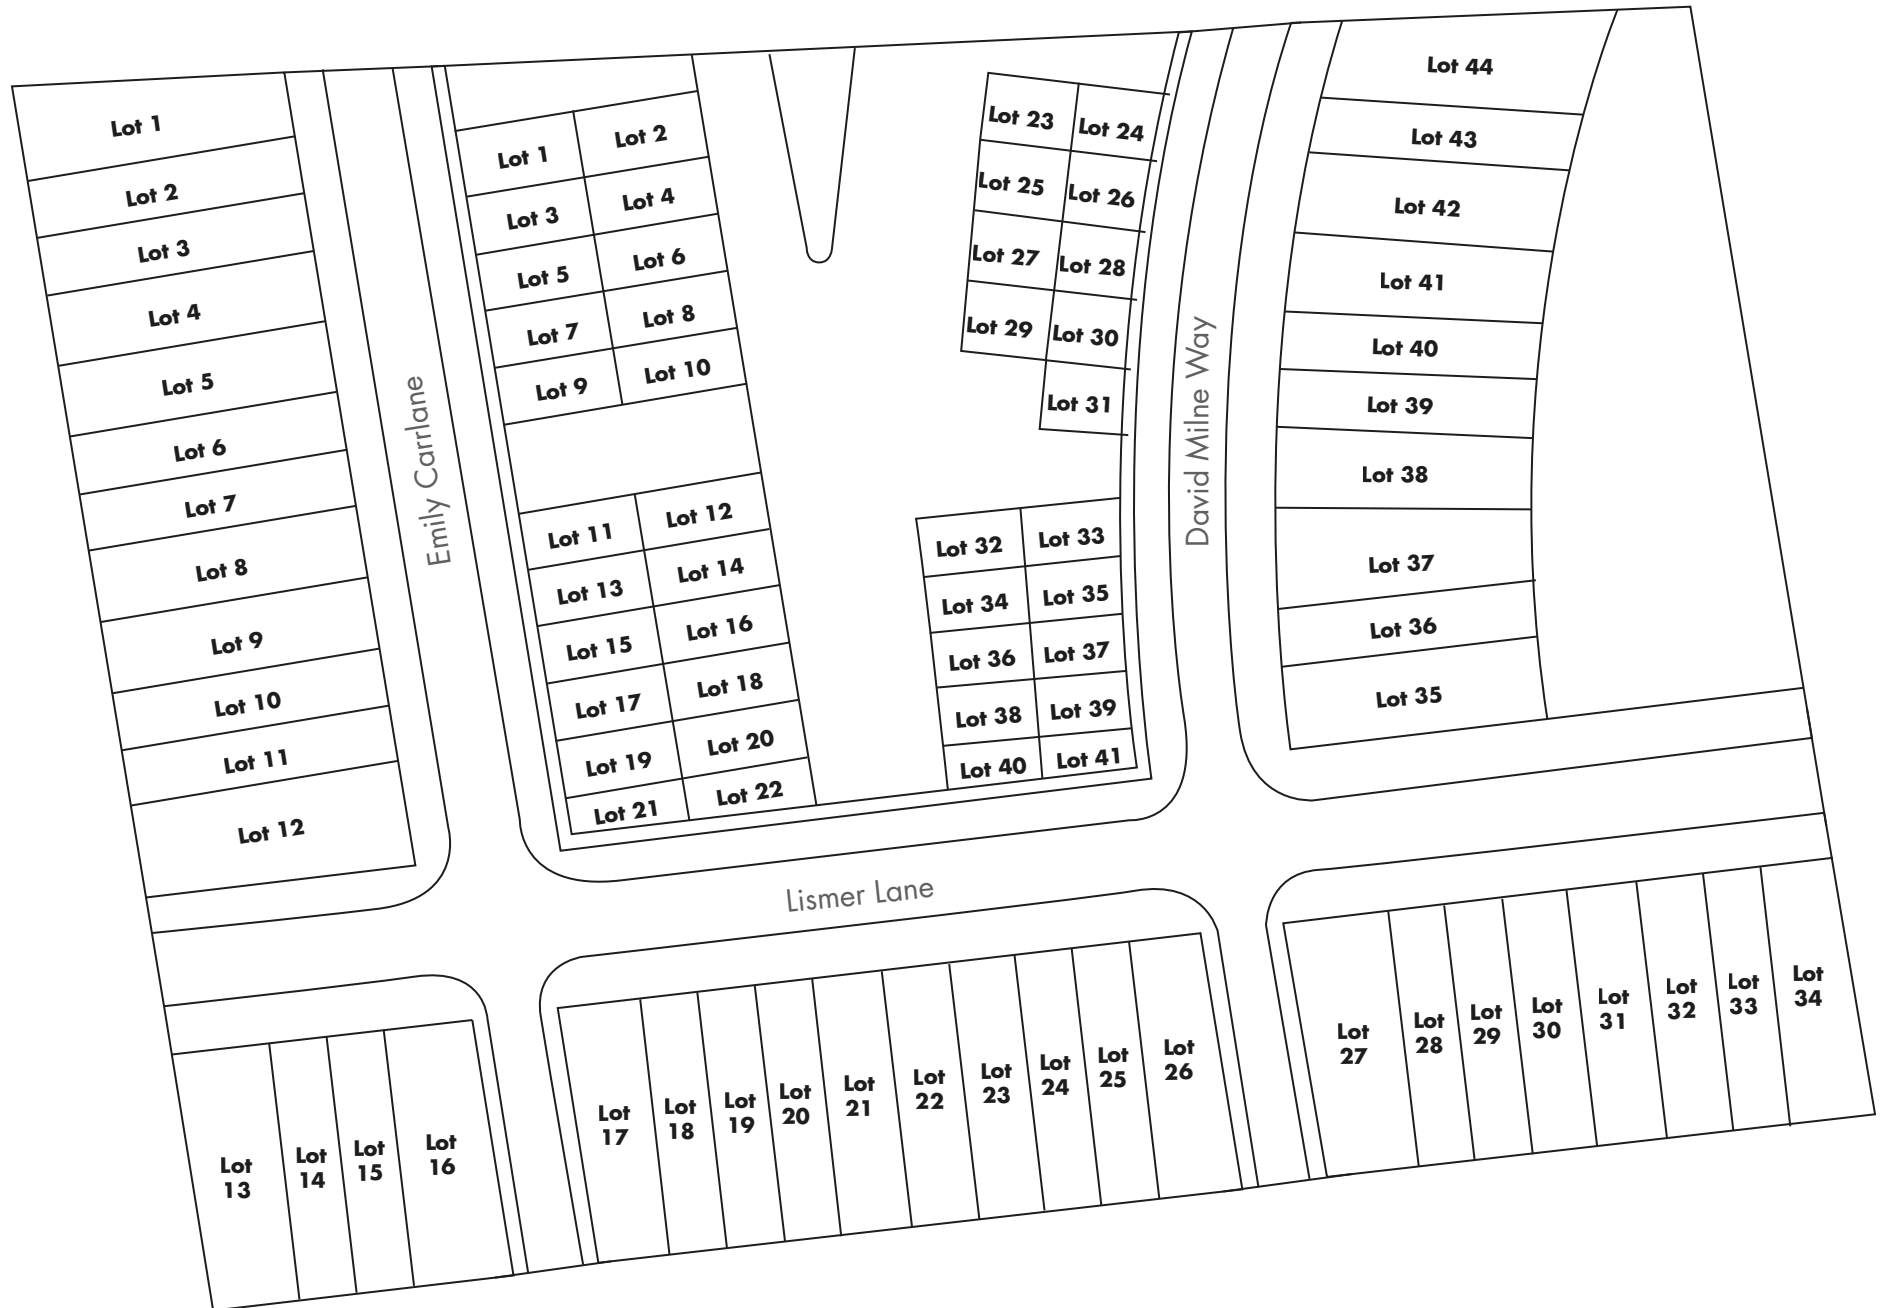 Lot 1
Lot 2
Lot 3
Lot 4
Lot 5
Lot 6
Lot 7
Lot 8
Lot 9
Lot 10
Lot 11
Lot 12
Emily Carrlane
Lot 1
Lot 2
Lot 3
Lot 4
Lot 5
Lot 6
Lot 7
Lot 8
Lot 9
Lot 10
Lot 11
Lot 12
Lot 13
Lot 14
Lot 15
Lot 16
Lot 17
Lot 18
Lot 19
Lot 20
Lot 21
Lot 22
Lot 23
Lot 24
Lot 25
Lot 26
Lot 27
Lot 28
Lot 29
Lot 30
Lot 31
Lot 32
Lot 33
Lot 34
Lot 35
Lot 36
Lot 37
Lot 38
Lot 39
Lot 40
Lot 41
David Milne Way
Lot 44
Lot 43
Lot 42
Lot 41
Lot 40
Lot 39
Lot 38
Lot 37
Lot 36
Lot 35
Lismer Lane
Lot
13
Lot
14
Lot
15
Lot
16
Lot
17
Lot
18
Lot
19
Lot
20
Lot
21
Lot
22
Lot
23
Lot
24
Lot
25
Lot
26
Lot
27
Lot
28
Lot
29
Lot
30
Lot
31
Lot
32
Lot
33
Lot
34